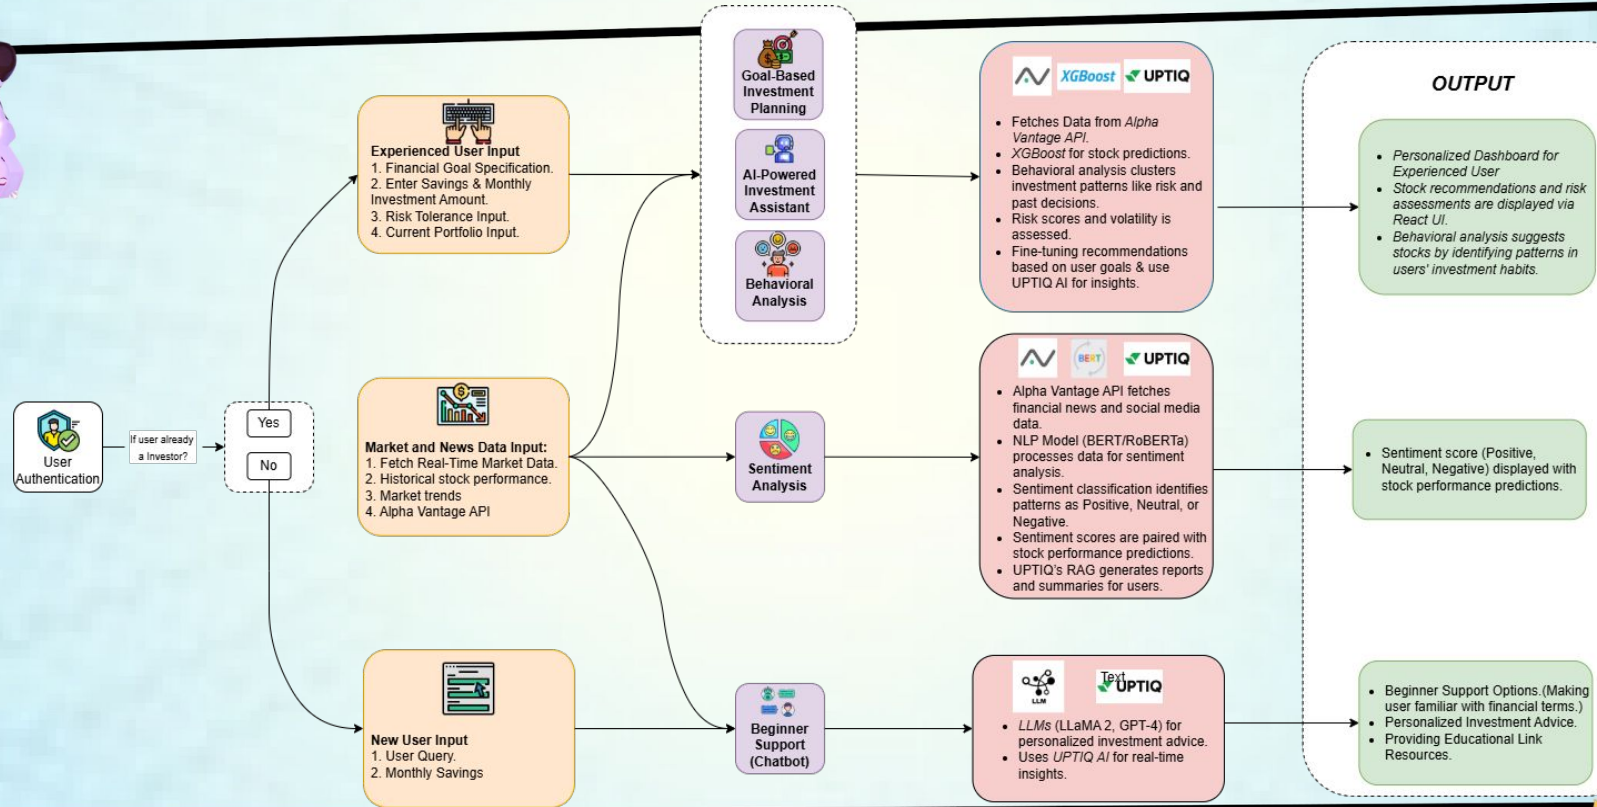 User
Authentication
If user already
a Investor?
Yes
No
Experienced User Input
1. Financial Goal Specification.
2. Enter Savings & Monthly
Investment Amount.
3. Risk Tolerance Input.
4. Current Portfolio Input.
Market and News Data Input:
1. Fetch Real-Time Market Data.
2. Historical stock performance.
3. Market trends
4. Alpha Vantage API
New User Input
1. User Query.
2. Monthly Savings
Goal-Based
Investment
Planning
AI-Powered
Investment
Assistant
Behavioral
Analysis
Sentiment
Analysis
Beginner
Support
(Chatbot)
XGBoost
UPTIQ
• Fetches Data from Alpha
Vantage API.
• XGBoost for stock predictions.
• Behavioral analysis clusters
investment patterns like risk and
past decisions.
• Risk scores and volatility is
assessed.
• Fine-tuning recommendations
based on user goals & use
UPTIQ AI for insights.
BERT
UPTIQ
• Alpha Vantage API fetches
financial news and social media
data.
• NLP Model (BERT/RoBERTa)
processes data for sentiment
analysis.
• Sentiment classification identifies
patterns as Positive, Neutral, or
Negative.
• Sentiment scores are paired with
stock performance predictions.
• UPTIQ's RAG generates reports
and summaries for users.
LLM
Text
UPTIQ
• LLMs (LLaMA 2, GPT-4) for
personalized investment advice.
• Uses UPTIQ AI for real-time
insights.
OUTPUT
• Personalized Dashboard for
Experienced User
• Stock recommendations and risk
assessments are displayed via
React UI.
• Behavioral analysis suggests
stocks by identifying patterns in
users' investment habits.
• Sentiment score (Positive,
Neutral, Negative) displayed with
stock performance predictions.
• Beginner Support Options.(Making
user familiar with financial terms.)
• Personalized Investment Advice.
• Providing Educational Link
Resources.